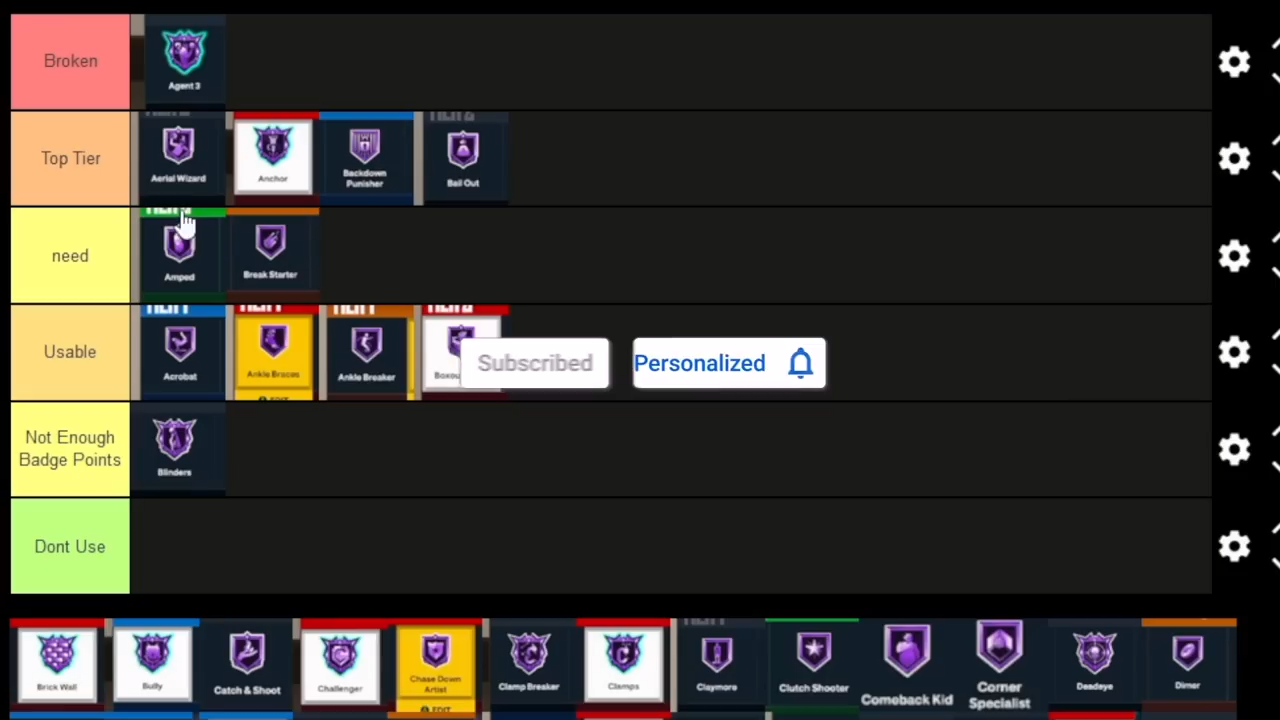 Broken
Agent 3
Top Tier
Aerial Wizard
Anchor
Backdown
Punisher
Bail Out
need
Amped
Break Starter
Usable
Acrobat
Ankle Braces
Ankle Breaker
EDIT
Subscribed
Personalized
Not Enough
Badge Points
Blinders
Dont Use
Brick Wall
Bully
Catch & Shoot
Challenger
Chase Down
Artist
EDIT
Clamp Breaker
Clamps
Claymore
Clutch Shooter
Comeback Kid
Corner
Specialist
Deadeye
Dimer